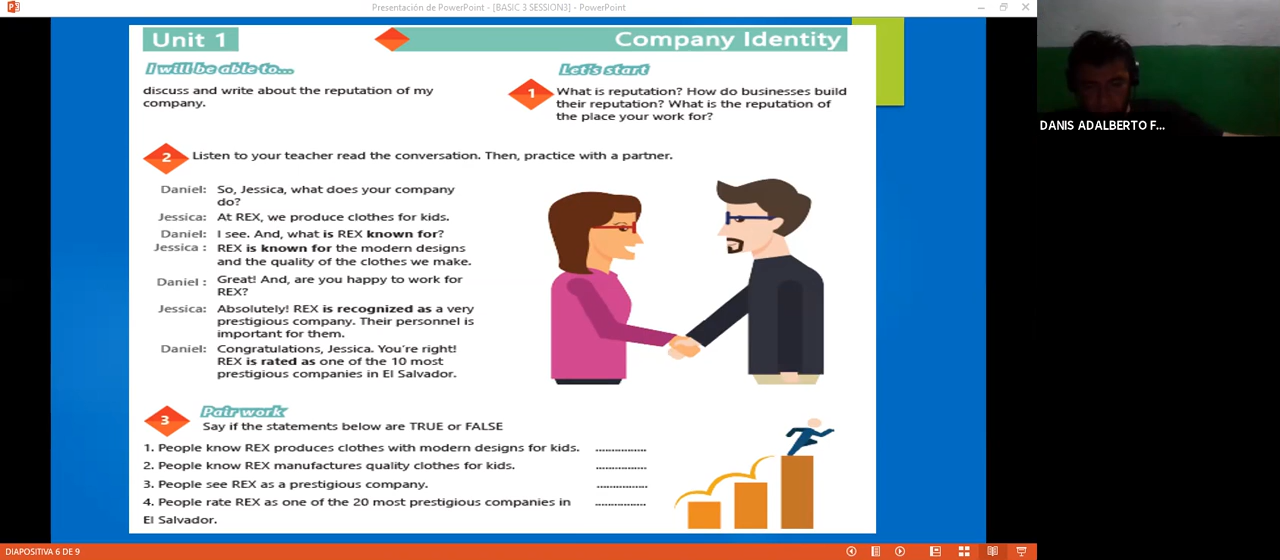 Presentación de PowerPoint - [BASIC 3 SESSION3] - PowerPoint
Unit 1
Company Identity
I will be able to...
discuss and write about the reputation of my
company.
Let's start
1
What is reputation? How do businesses build
their reputation? What is the reputation of
the place your work for?
DANIS ADALBERTO F...
2
Listen to your teacher read the conversation. Then, practice with a partner.
Daniel: So, Jessica, what does your company
do?
Jessica: At REX, we produce clothes for kids.
Daniel: I see. And, what is REX known for?
Jessica : REX is known for the modern designs
and the quality of the clothes we make.
Daniel : Great! And, are you happy to work for
REX?
Jessica: Absolutely! REX is recognized as a very
prestigious company. Their personnel is
important for them.
Daniel: Congratulations, Jessica. You're right!
REX is rated as one of the 10 most
prestigious companies in El Salvador.
3
Pair work
Say if the statements below are TRUE or FALSE
1. People know REX produces clothes with modern designs for kids. ..................
2. People know REX manufactures quality clothes for kids. ..................
3. People see REX as a prestigious company. ..................
4. People rate REX as one of the 20 most prestigious companies in ..................
El Salvador.
DIAPOSITIVA 6 DE 9